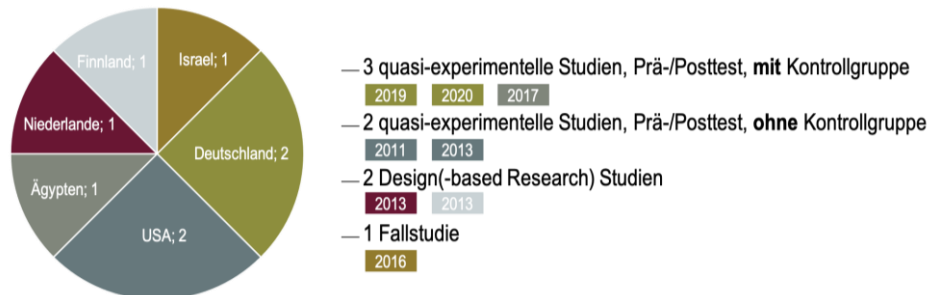 Finnland; 1
Israel; 1
Niederlande; 1
Deutschland; 2
Ägypten; 1
USA; 2
— 3 quasi-experimentelle Studien, Prä-/Posttest, mit Kontrollgruppe
2019 2020 2017
— 2 quasi-experimentelle Studien, Prä-/Posttest, ohne Kontrollgruppe
2011 2013
— 2 Design(-based Research) Studien
2013 2013
— 1 Fallstudie
2016